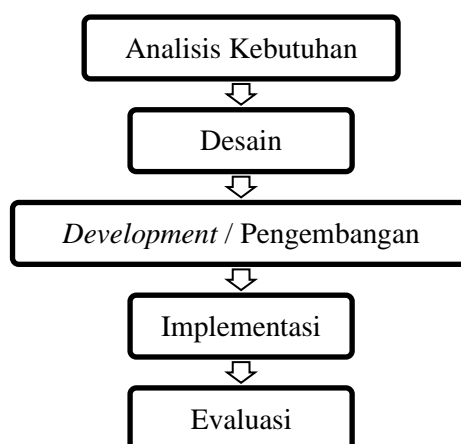 Analisis Kebutuhan
Desain
Development / Pengembangan
Implementasi
Evaluasi